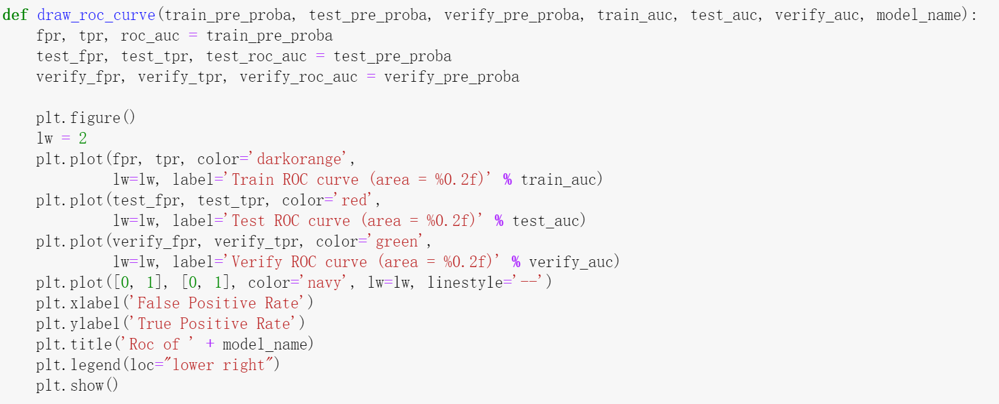 def draw_roc_curve(train_pre_proba, test_pre_proba, verify_pre_proba, train_auc, test_auc, verify_auc, model_name):
    fpr, tpr, roc_auc = train_pre_proba
    test_fpr, test_tpr, test_roc_auc = test_pre_proba
    verify_fpr, verify_tpr, verify_roc_auc = verify_pre_proba

    plt.figure()
    lw = 2
    plt.plot(fpr, tpr, color='darkorange',
             lw=lw, label='Train ROC curve (area = %0.2f)' % train_auc)
    plt.plot(test_fpr, test_tpr, color='red',
             lw=lw, label='Test ROC curve (area = %0.2f)' % test_auc)
    plt.plot(verify_fpr, verify_tpr, color='green',
             lw=lw, label='Verify ROC curve (area = %0.2f)' % verify_auc)
    plt.plot([0, 1], [0, 1], color='navy', lw=lw, linestyle='--')
    plt.xlabel('False Positive Rate')
    plt.ylabel('True Positive Rate')
    plt.title('Roc of ' + model_name)
    plt.legend(loc="lower right")
    plt.show()